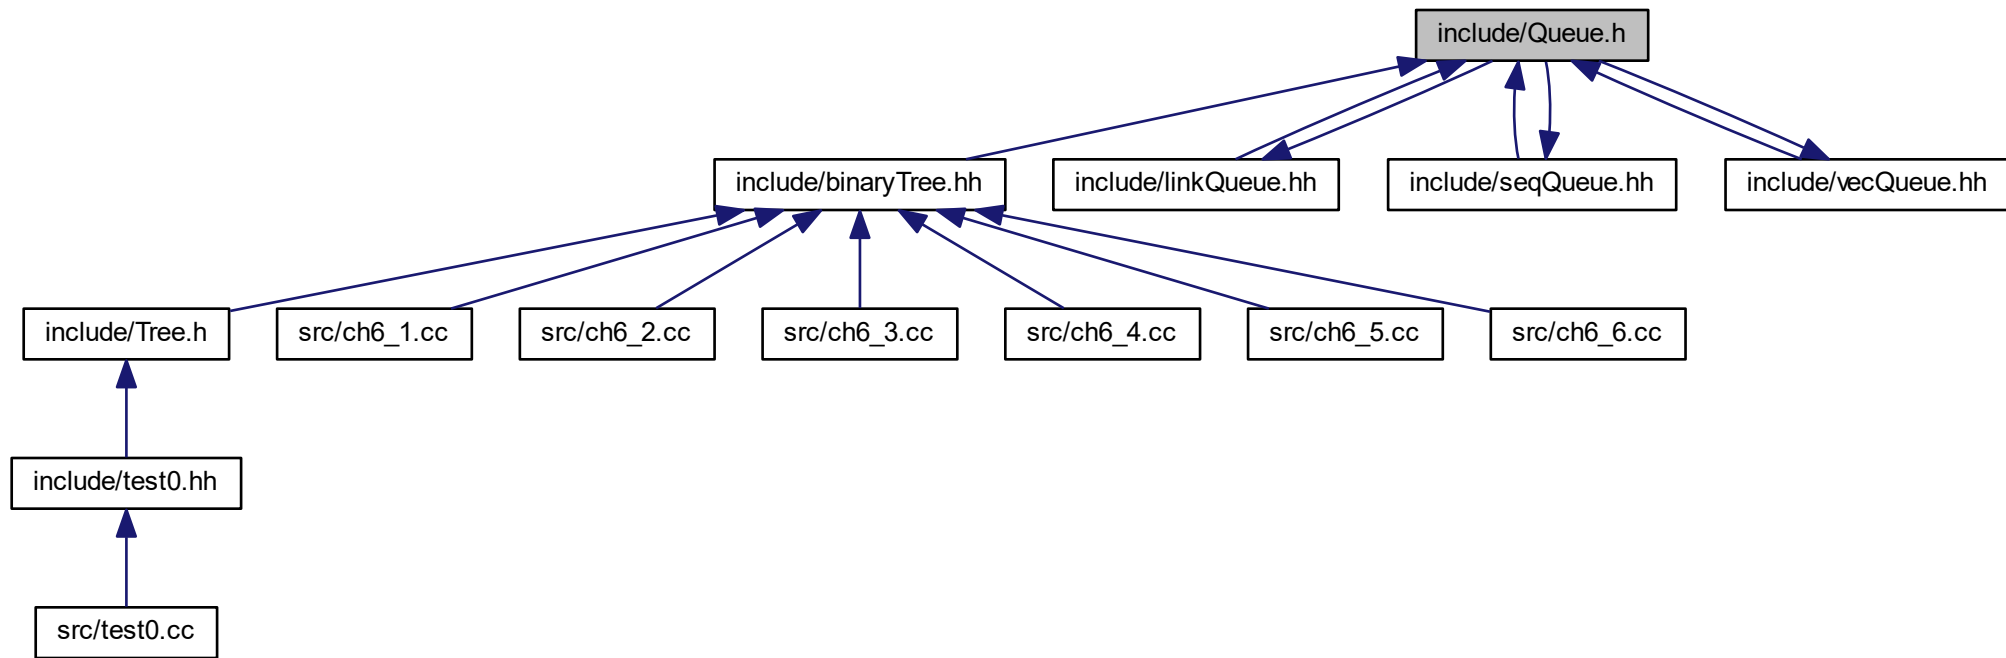 include/Queue.h
include/binaryTree.hh
include/linkQueue.hh
include/seqQueue.hh
include/vecQueue.hh
include/Tree.h
src/ch6_1.cc
src/ch6_2.cc
src/ch6_3.cc
src/ch6_4.cc
src/ch6_5.cc
src/ch6_6.cc
include/test0.hh
src/test0.cc